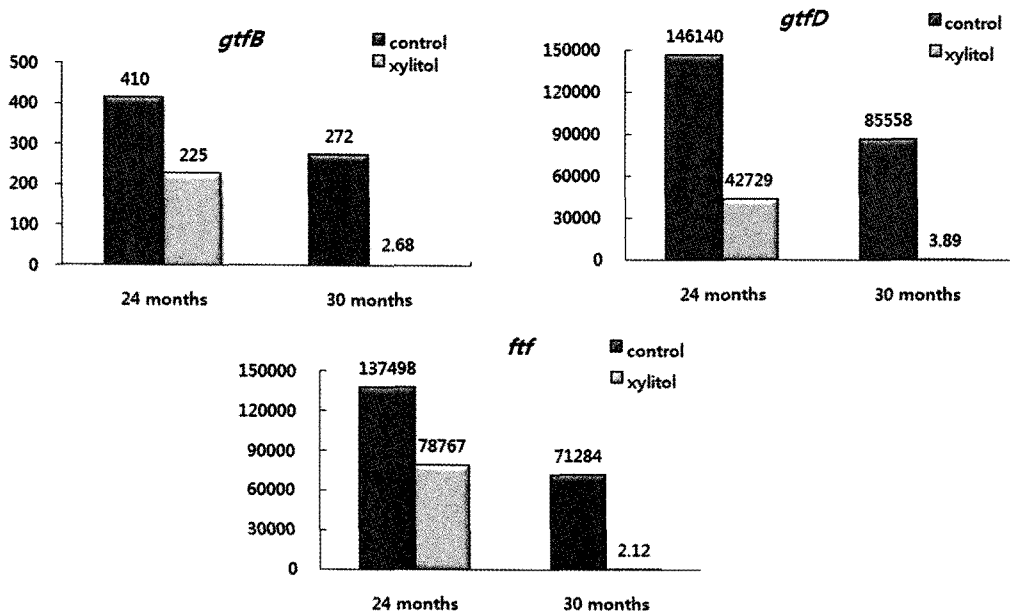 gtfB
control
xylitol
500
400
300
200
100
0
410
225
272
2.68
24 months
30 months
gtfD
control
xylitol
150000
120000
90000
60000
30000
0
146140
42729
85558
3.89
24 months
30 months
ftf
control
xylitol
150000
120000
90000
60000
30000
0
137498
78767
71284
2.12
24 months
30 months